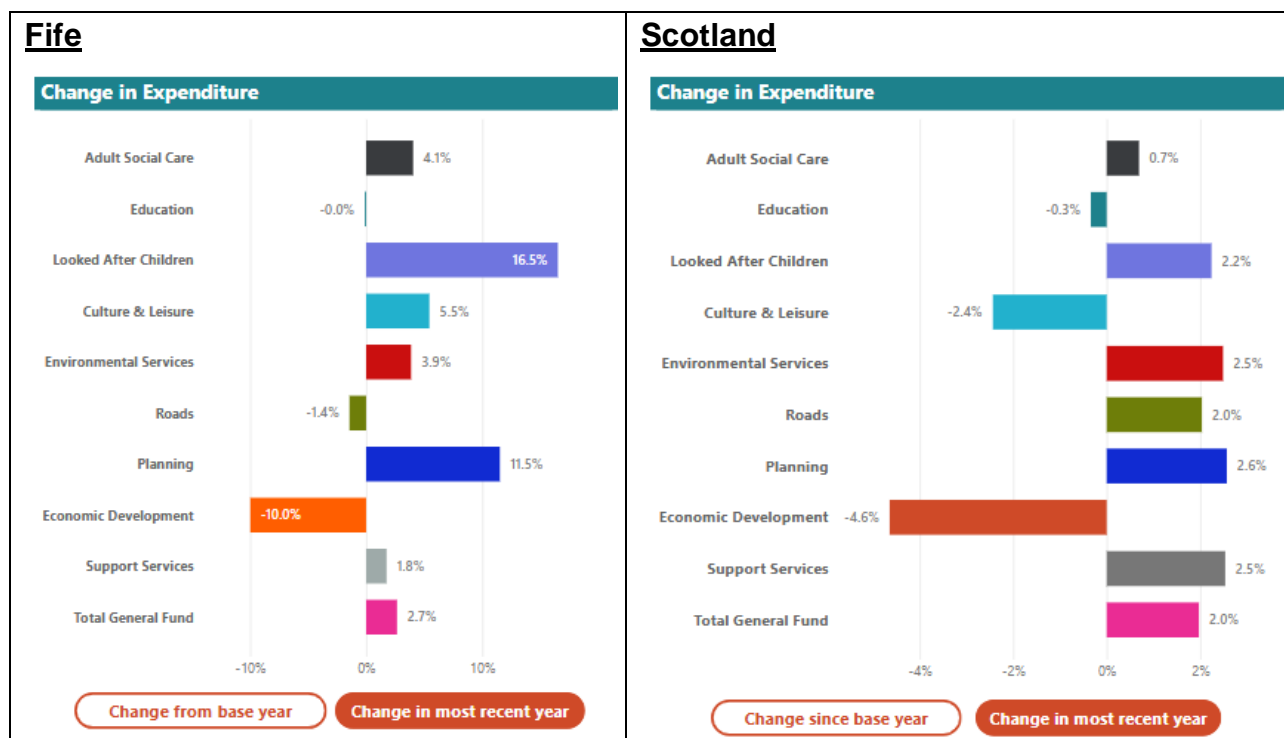 Fife
Change in Expenditure
Adult Social Care 4.1%
Education -0.0%
Looked After Children 16.5%
Culture & Leisure 5.5%
Environmental Services 3.9%
Roads -1.4%
Planning 11.5%
Economic Development -10.0%
Support Services 1.8%
Total General Fund 2.7%
-10% 0% 10%
Change from base year Change in most recent year
Scotland
Change in Expenditure
Adult Social Care 0.7%
Education -0.3%
Looked After Children 2.2%
Culture & Leisure -2.4%
Environmental Services 2.5%
Roads 2.0%
Planning 2.6%
Economic Development -4.6%
Support Services 2.5%
Total General Fund 2.0%
-4% -2% 0% 2%
Change since base year Change in most recent year